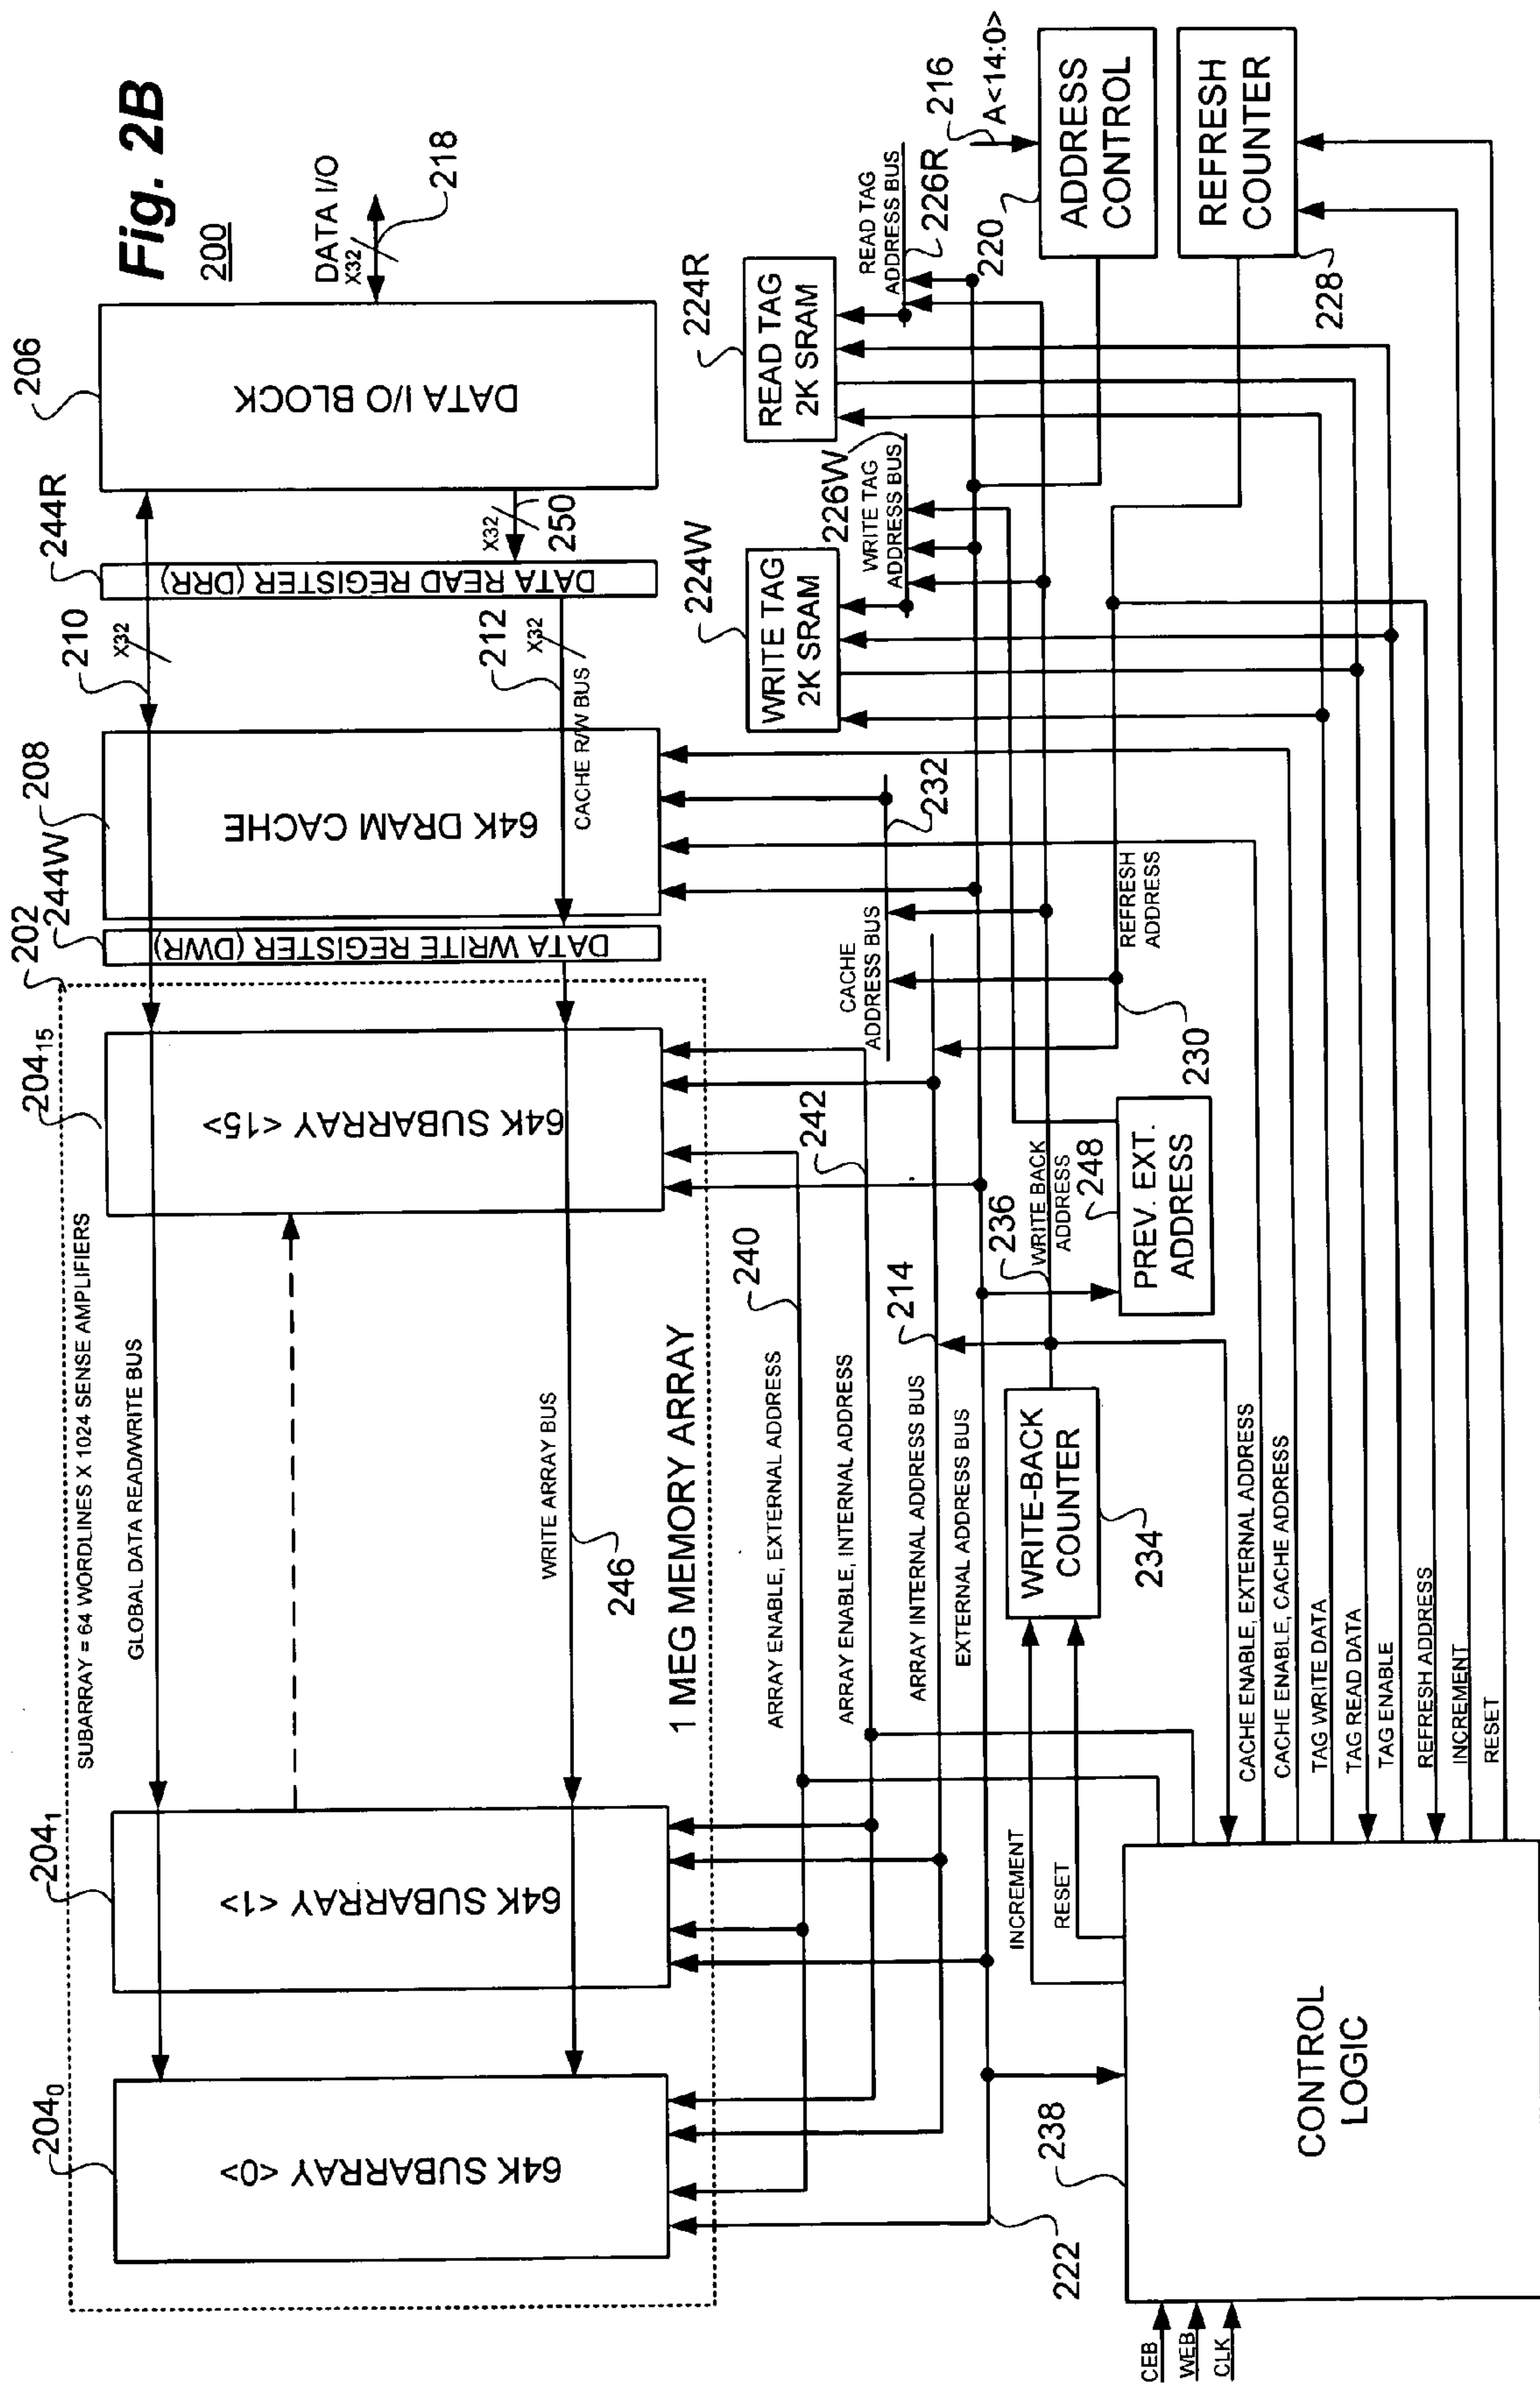 Fig. 2B
200
206
DATA I/O BLOCK
DATA I/O
X32
218
244R
DATA READ REGISTER (DRR)
X32
250
210
X32
212
X32
CACHE R/W BUS
208
64K DRAM CACHE
244W
DATA WRITE REGISTER (DWR)
202
SUBARRAY = 64 WORDLINES X 1024 SENSE AMPLIFIERS
GLOBAL DATA READ/WRITE BUS
204₁₅
64K SUBARRAY <15>
204₁
64K SUBARRAY <1>
204₀
64K SUBARRAY <0>
WRITE ARRAY BUS
246
1 MEG MEMORY ARRAY
224R
READ TAG
2K SRAM
READ TAG
ADDRESS BUS
226R
216
A<14:0>
224W
WRITE TAG
2K SRAM
WRITE TAG
ADDRESS BUS
226W
220
ADDRESS
CONTROL
REFRESH
COUNTER
228
232
CACHE
ADDRESS BUS
REFRESH
ADDRESS
230
240
ARRAY ENABLE, EXTERNAL ADDRESS
242
ARRAY ENABLE, INTERNAL ADDRESS
214
ARRAY INTERNAL ADDRESS BUS
EXTERNAL ADDRESS BUS
236
WRITE BACK
ADDRESS
248
PREV. EXT.
ADDRESS
WRITE-BACK
COUNTER
234
INCREMENT
RESET
222
238
CONTROL
LOGIC
CEB
WEB
CLK
CACHE ENABLE, EXTERNAL ADDRESS
CACHE ENABLE, CACHE ADDRESS
TAG WRITE DATA
TAG READ DATA
TAG ENABLE
REFRESH ADDRESS
INCREMENT
RESET